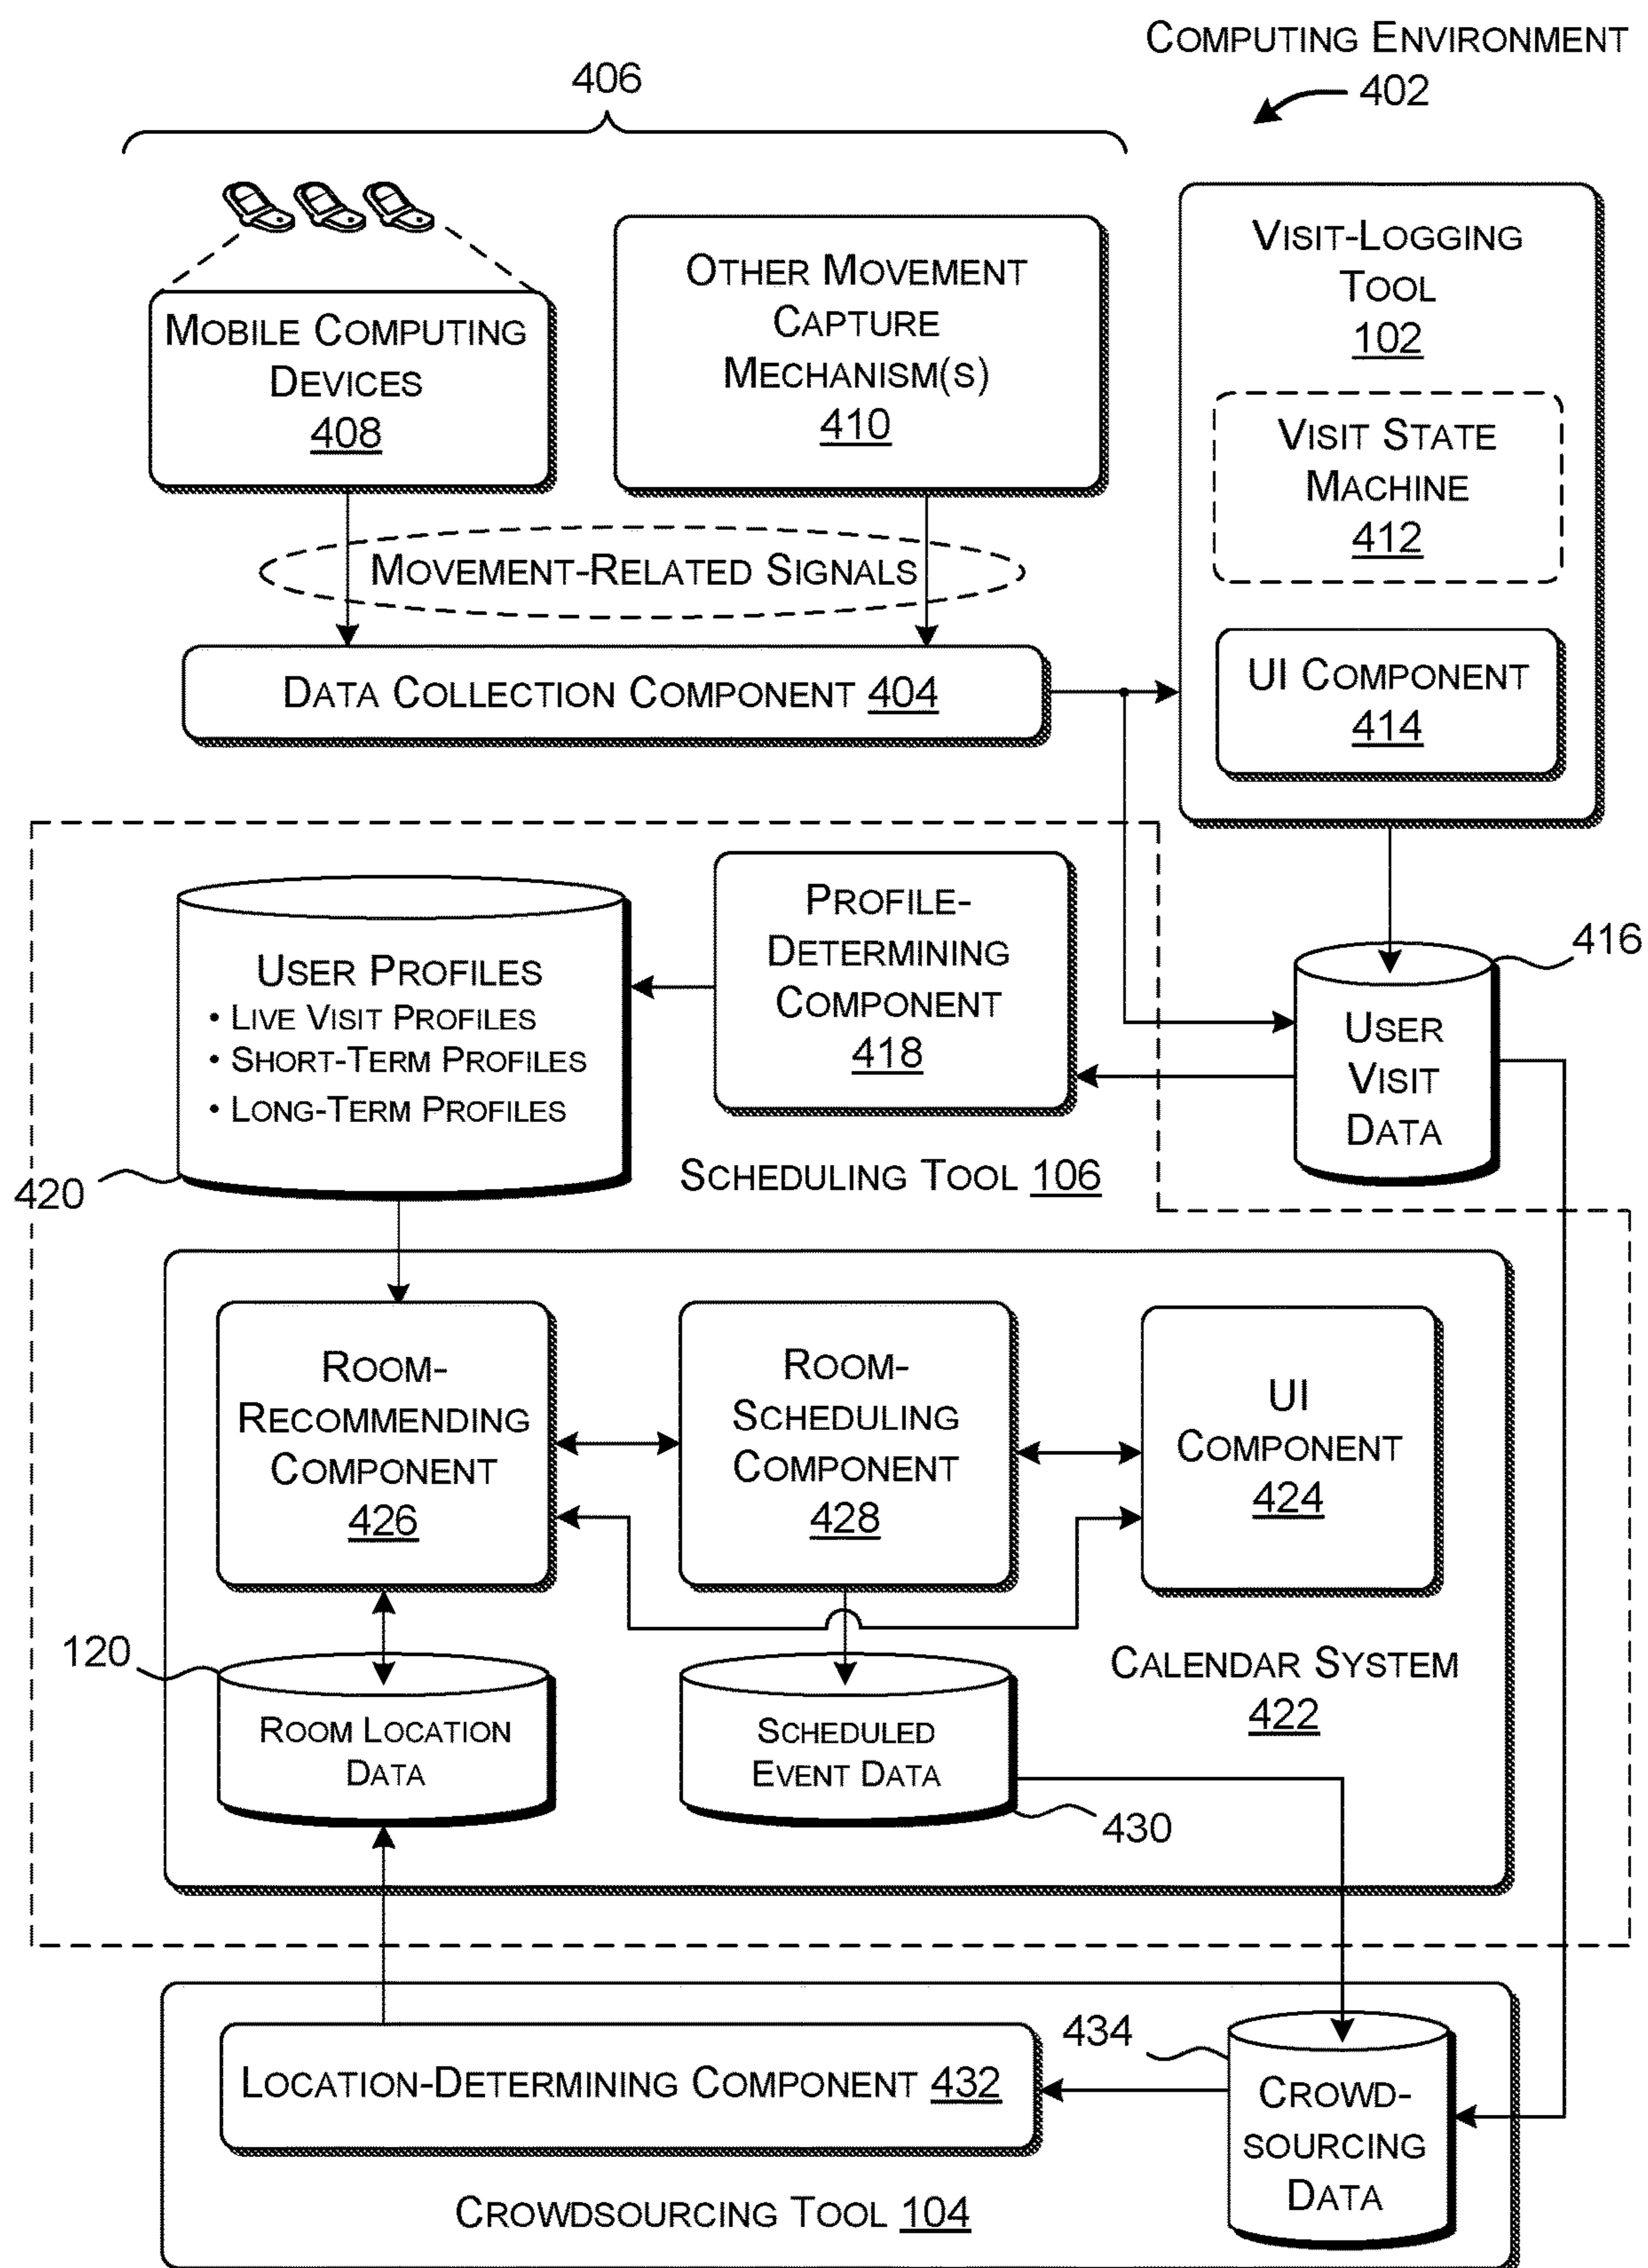 COMPUTING ENVIRONMENT
402
406
MOBILE COMPUTING
DEVICES
408
OTHER MOVEMENT
CAPTURE
MECHANISM(S)
410
VISIT-LOGGING
TOOL
102
VISIT STATE
MACHINE
412
UI COMPONENT
414
MOVEMENT-RELATED SIGNALS
DATA COLLECTION COMPONENT 404
USER PROFILES
• LIVE VISIT PROFILES
• SHORT-TERM PROFILES
• LONG-TERM PROFILES
420
PROFILE-
DETERMINING
COMPONENT
418
416
USER
VISIT
DATA
SCHEDULING TOOL 106
ROOM-
RECOMMENDING
COMPONENT
426
ROOM-
SCHEDULING
COMPONENT
428
UI
COMPONENT
424
120
ROOM LOCATION
DATA
SCHEDULED
EVENT DATA
430
CALENDAR SYSTEM
422
LOCATION-DETERMINING COMPONENT 432
434
CROWD-
SOURCING
DATA
CROWDSOURCING TOOL 104